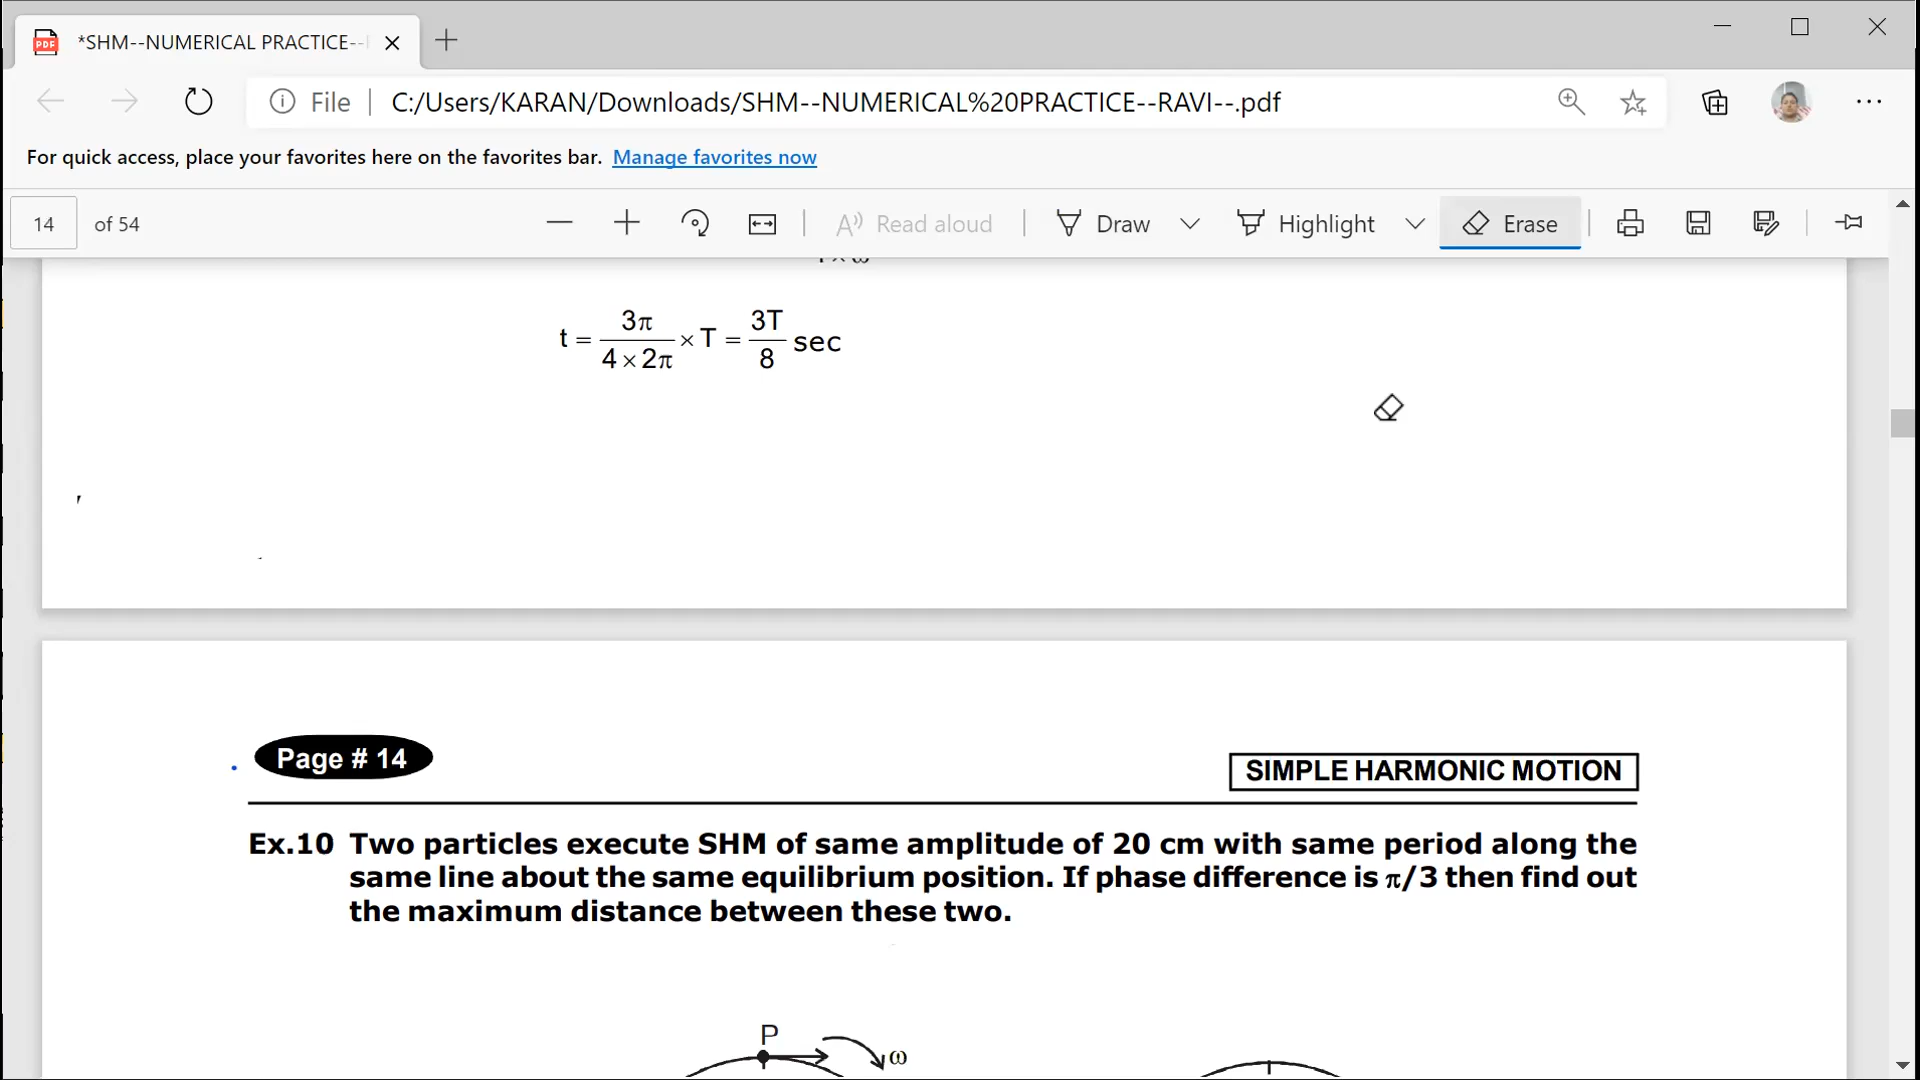 *SHM--NUMERICAL PRACTICE--
File
C:/Users/KARAN/Downloads/SHM--NUMERICAL%20PRACTICE--RAVI--.pdf
For quick access, place your favorites here on the favorites bar. Manage favorites now
14 of 54
Read aloud
Draw
Highlight
Erase
t = 3π / 4 × 2π × T = 3T / 8 sec
Page # 14
SIMPLE HARMONIC MOTION
Ex.10 Two particles execute SHM of same amplitude of 20 cm with same period along the
same line about the same equilibrium position. If phase difference is π/3 then find out
the maximum distance between these two.
P
ω